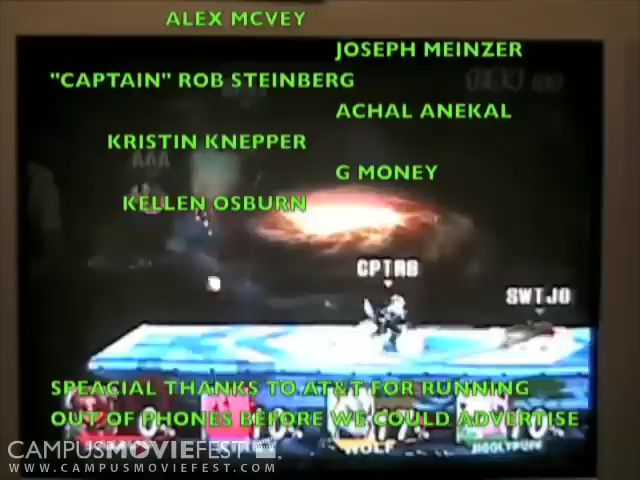 ALEX MCVEY
JOSEPH MEINZER
"CAPTAIN" ROB STEINBERG
ACHAL ANEKAL
KRISTIN KNEPPER
AAA
G MONEY
KELLEN OSBURN
CPTRB
SWTJO
SPEACIAL THANKS TO AT&T FOR RUNNING
OUT OF PHONES BEFORE WE COULD ADVERTISE
WOLF JIGGLYPUFF
CAMPUSMOVIEFEST
WWW.CAMPUSMOVIEFEST.COM